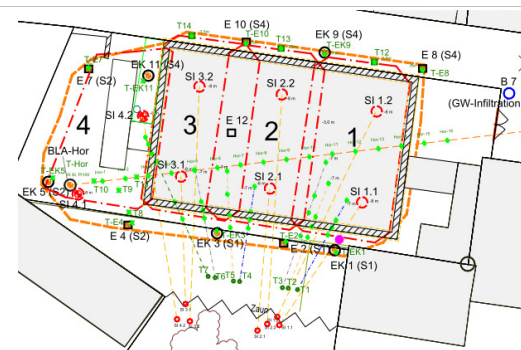 T14
E 10 (S4)
T-E10
T13
EK 9 (S4)
T-EK9
T12
E 8 (S4)
T-E8
B 7
(GW-Infiltration
E 7 (S2)
EK 11 (S4)
T-EK11
SI 3.2
SI 2.2
SI 1.2
SI 4.2
4
3
E 12
2
1
BLA-Hor
T-Hor
T-EK5
EK 5 (S2)
SI 4.1
T10
T9
SI 3.1
SI 2.1
SI 1.1
T8
T-E4
E 4 (S2)
EK 3 (S1)
T-EK3
T-E2
E 2 (S1)
EK 1 (S1)
T-EK1
T7
T6
T5
T4
T3
T2
T1
Zaun